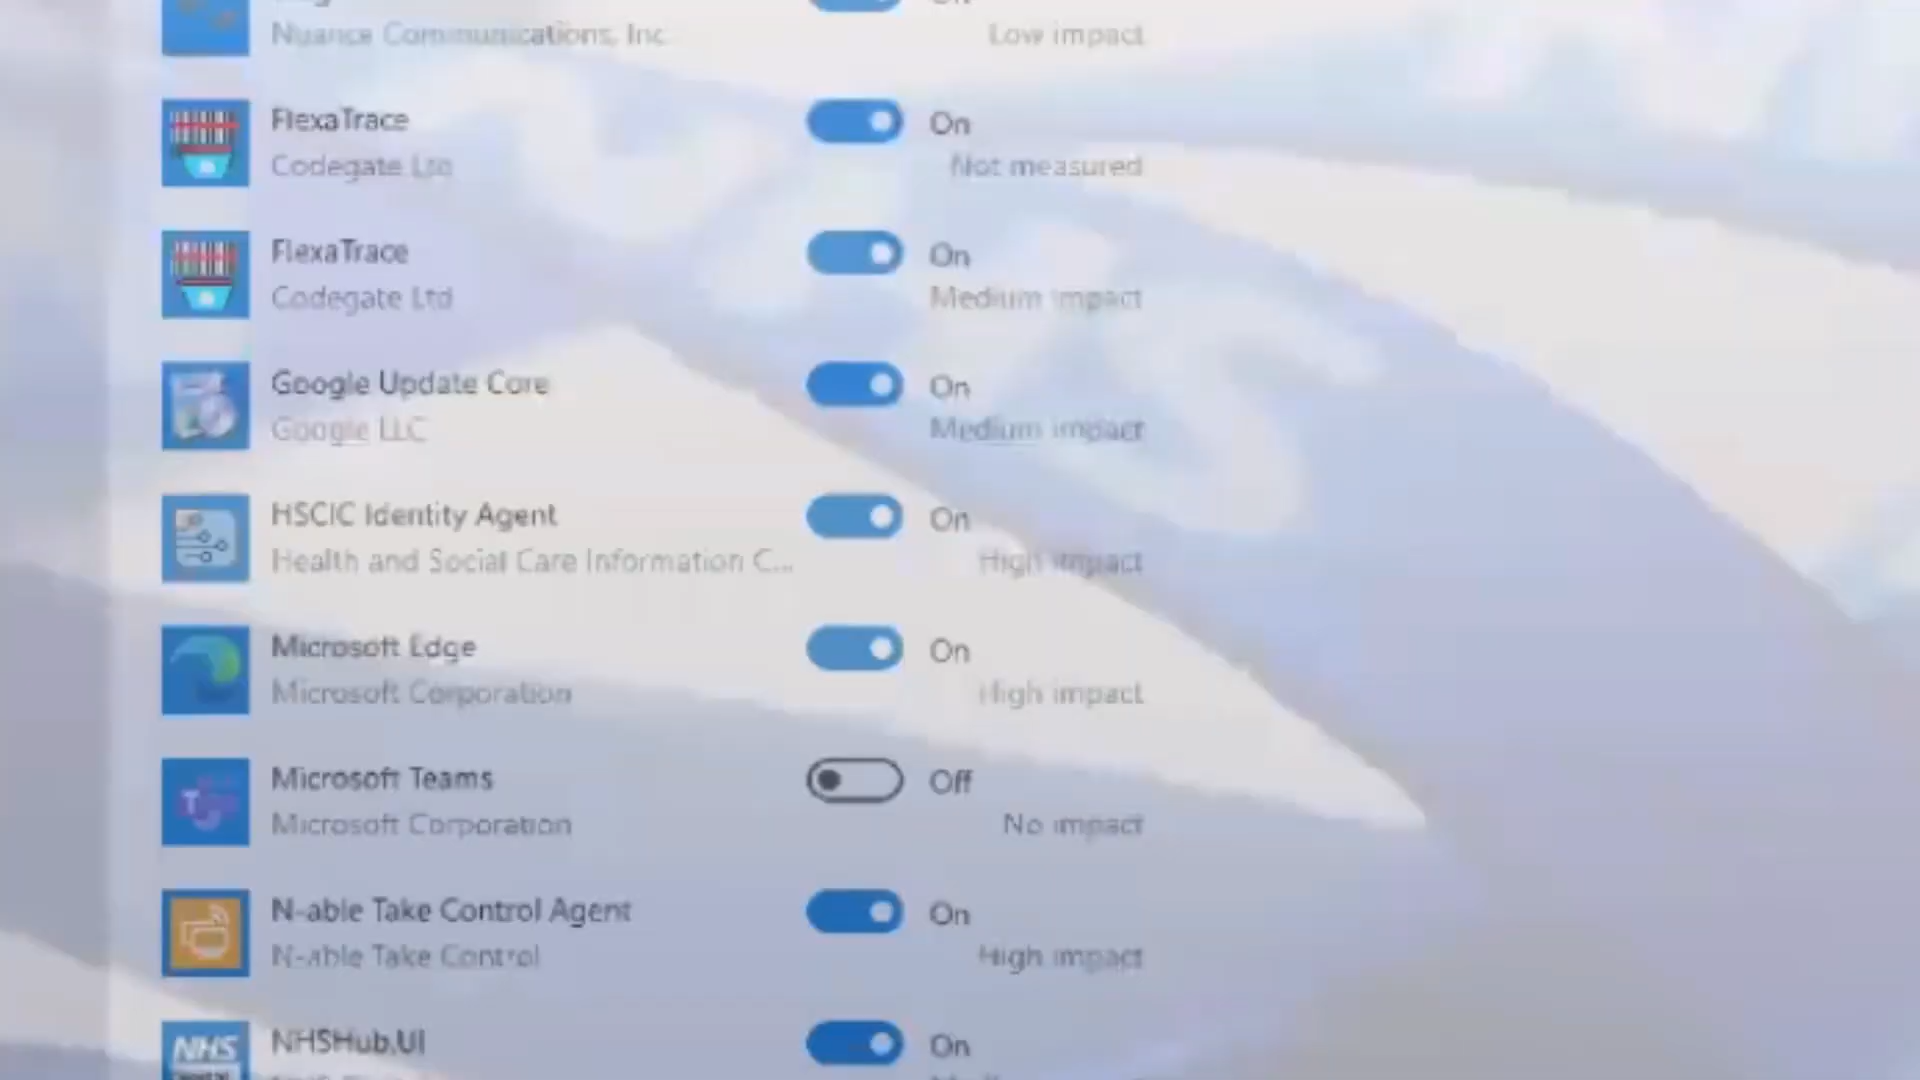 Nuance Communications, Inc
Low impact
FlexaTrace
On
Codegate Ltd
Not measured
FlexaTrace
On
Codegate Ltd
Medium impact
Google Update Core
On
Google LLC
Medium impact
HSCIC Identity Agent
On
Health and Social Care Information C...
High impact
Microsoft Edge
On
Microsoft Corporation
High impact
Microsoft Teams
Off
Microsoft Corporation
No impact
N-able Take Control Agent
On
N-able Take Control
High impact
NHSHub.UI
On
NHS